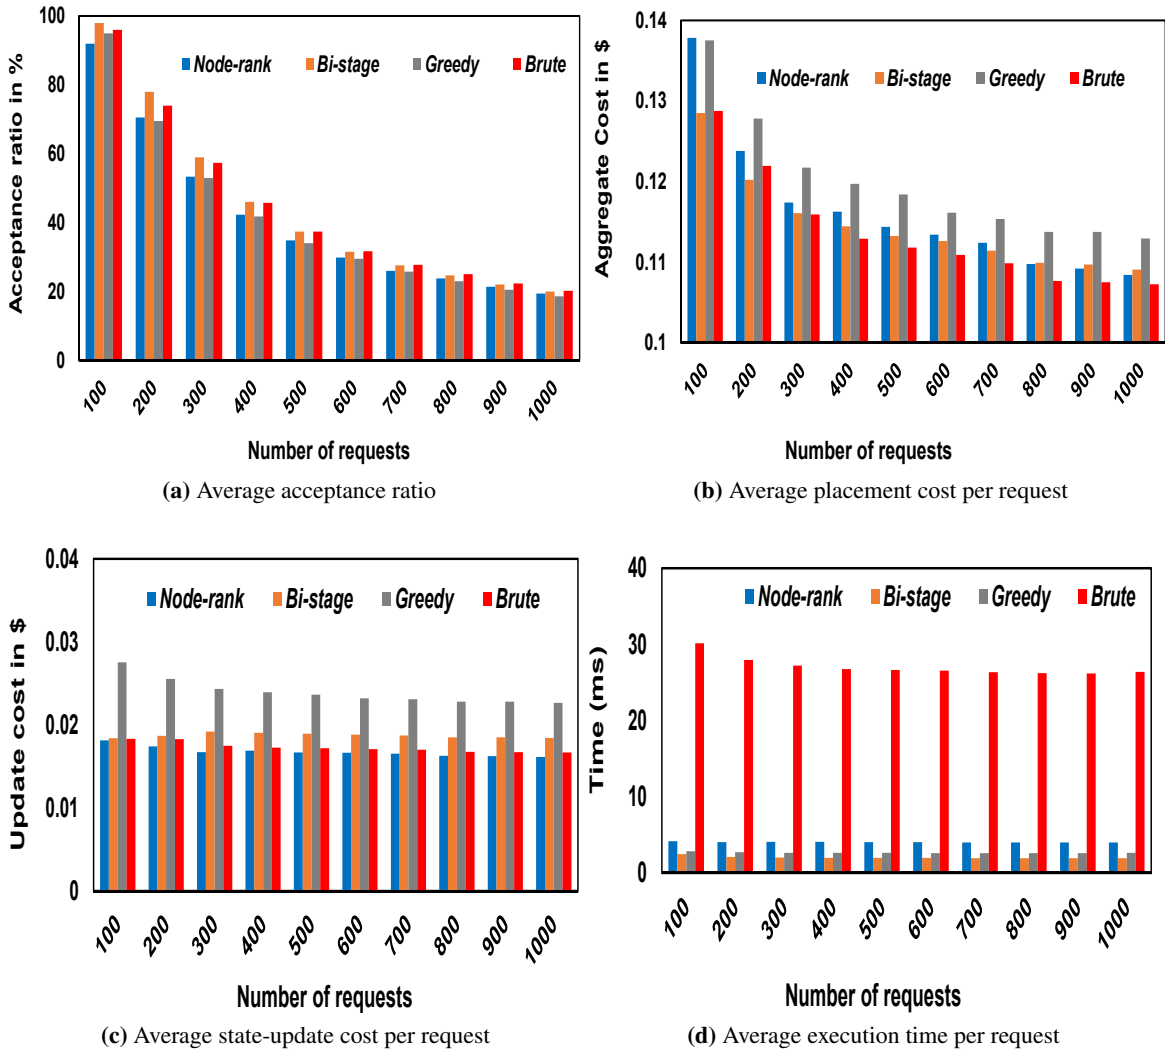 100
80
60
40
20
0
Acceptance ratio in %
Node-rank Bi-stage Greedy Brute
100 200 300 400 500 600 700 800 900 1000
Number of requests
(a) Average acceptance ratio
0.14
0.13
0.12
0.11
0.1
Aggregate Cost in $
Node-rank Bi-stage Greedy Brute
100 200 300 400 500 600 700 800 900 1000
Number of requests
(b) Average placement cost per request
0.04
0.03
0.02
0.01
0
Update cost in $
Node-rank Bi-stage Greedy Brute
100 200 300 400 500 600 700 800 900 1000
Number of requests
(c) Average state-update cost per request
40
30
20
10
0
Time (ms)
Node-rank Bi-stage Greedy Brute
100 200 300 400 500 600 700 800 900 1000
Number of requests
(d) Average execution time per request